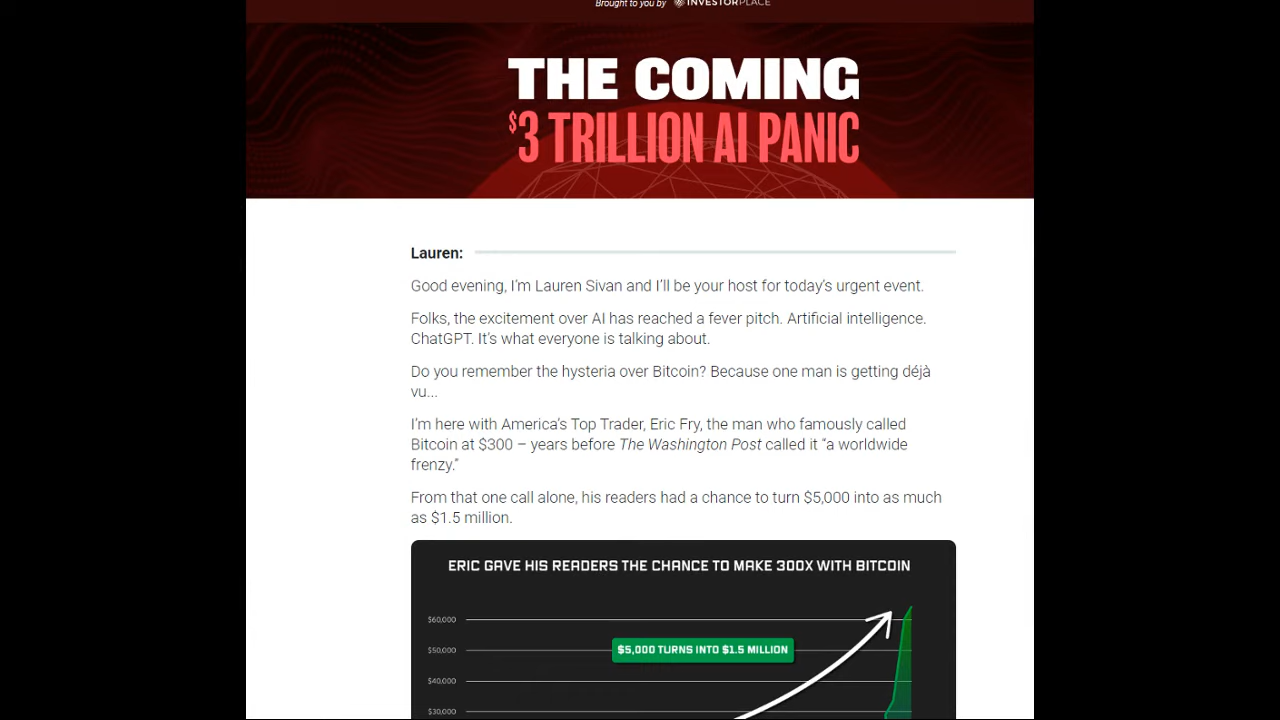 Brought to you by INVESTORPLACE
THE COMING
$3 TRILLION AI PANIC
Lauren:
Good evening, I'm Lauren Sivan and I'll be your host for today's urgent event.
Folks, the excitement over AI has reached a fever pitch. Artificial intelligence.
ChatGPT. It's what everyone is talking about.
Do you remember the hysteria over Bitcoin? Because one man is getting déjà
vu...
I'm here with America's Top Trader, Eric Fry, the man who famously called
Bitcoin at $300 – years before The Washington Post called it “a worldwide
frenzy.”
From that one call alone, his readers had a chance to turn $5,000 into as much
as $1.5 million.
ERIC GAVE HIS READERS THE CHANCE TO MAKE 300X WITH BITCOIN
$60,000
$5,000 TURNS INTO $1.5 MILLION
$50,000
$40,000
$30,000